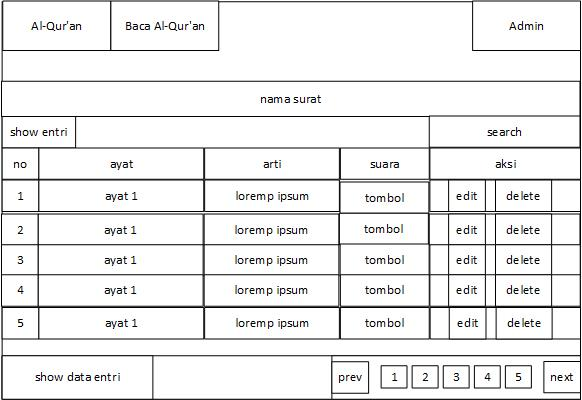 Al-Qur'an Baca Al-Qur'an Admin
nama surat
show entri search
no ayat arti suara aksi
1 ayat 1 loremp ipsum tombol edit delete
2 ayat 1 loremp ipsum tombol edit delete
3 ayat 1 loremp ipsum tombol edit delete
4 ayat 1 loremp ipsum tombol edit delete
5 ayat 1 loremp ipsum tombol edit delete
show data entri prev 1 2 3 4 5 next